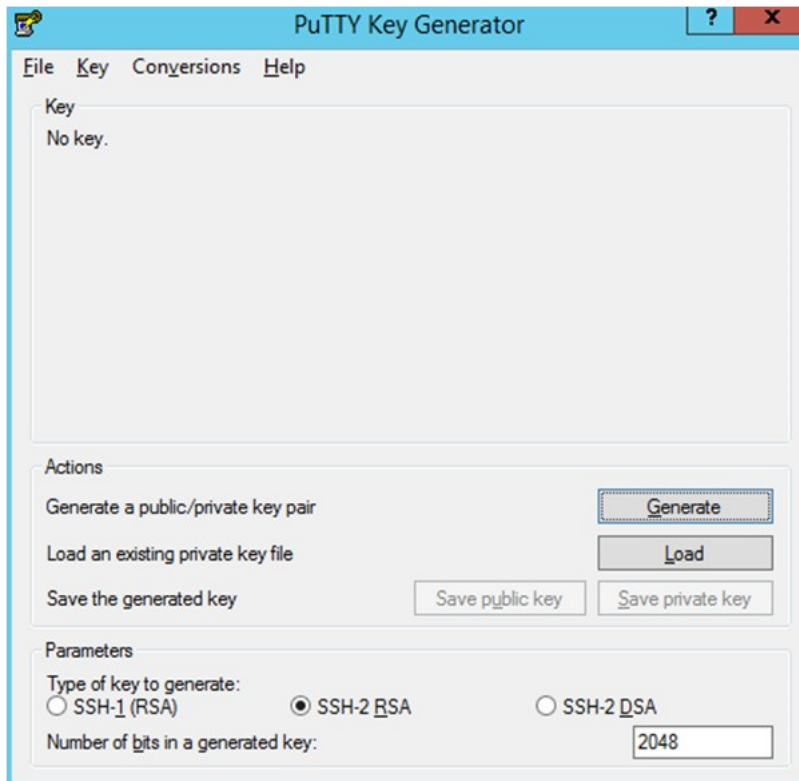 PuTTY Key Generator
? X
File Key Conversions Help
Key
No key.
Actions
Generate a public/private key pair Generate
Load an existing private key file Load
Save the generated key Save public key Save private key
Parameters
Type of key to generate:
SSH-1 (RSA) SSH-2 RSA SSH-2 DSA
Number of bits in a generated key: 2048